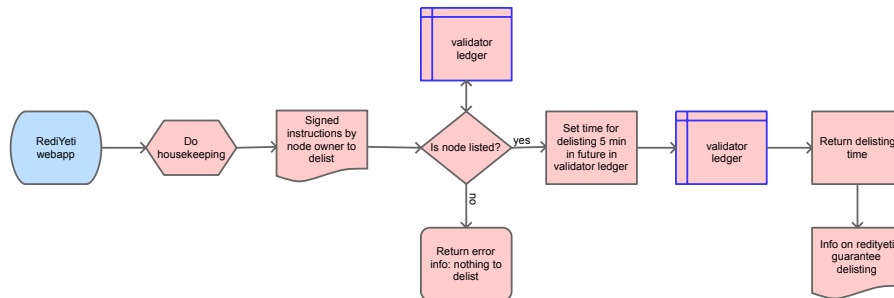 validator
ledger
RediYeti
webapp
Do
housekeeping
Signed
instructions by
node owner to
delist
Is node listed?
yes
Set time for
delisting 5 min
in future in
validator ledger
validator
ledger
Return delisting
time
no
Return error
info: nothing to
delist
Info on redityeti
guarantee
delisting